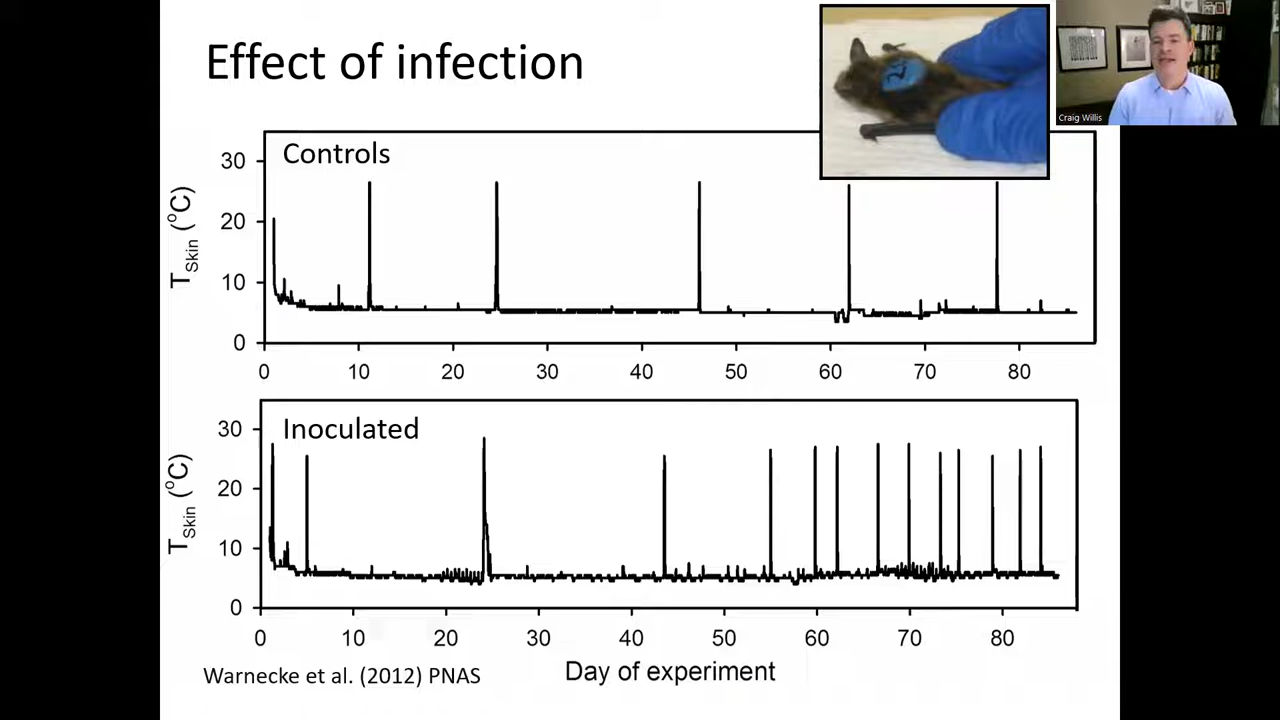 Effect of infection
Craig Willis
Controls
30
20
10
0
T Skin (°C)
0 10 20 30 40 50 60 70 80
Inoculated
30
20
10
0
T Skin (°C)
0 10 20 30 40 50 60 70 80
Day of experiment
Warnecke et al. (2012) PNAS